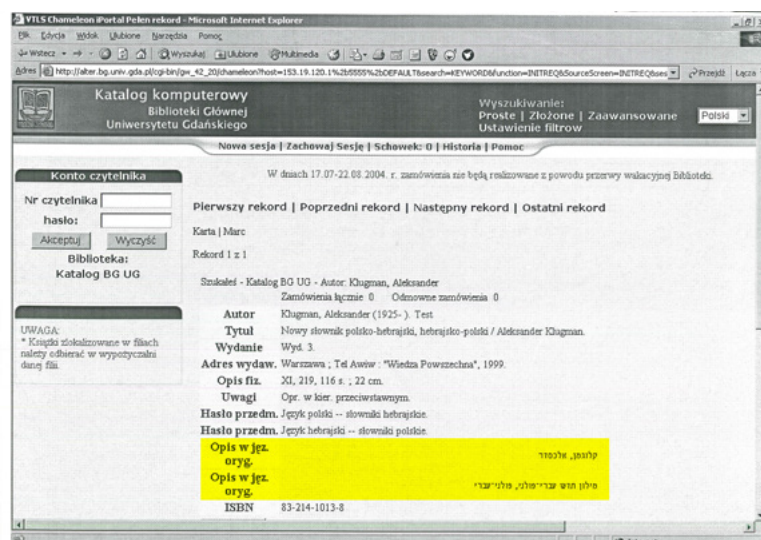 VTLS Chameleon iPortal Pełen rekord - Microsoft Internet Explorer
Plik Edycja Widok Ulubione Narzędzia Pomoc
Wstecz Wyszukaj Ulubione Multimedia
Adres http://alter.bg.univ.gda.pl/cgi-bin/gw_42_20/chameleon?host=153.19.120.1%2b5555%2bDEFAULT&search=KEYWORD&function=INITREQ&SourceScreen=INITREQ&ses Przejdź Łącza
Katalog komputerowy
Biblioteki Głównej
Uniwersytetu Gdańskiego
Wyszukiwanie:
Proste | Złożone | Zaawansowane
Ustawienie filtrow
Polski
Nowa sesja | Zachowaj Sesję | Schowek: 0 | Historia | Pomoc
Konto czytelnika
Nr czytelnika
hasło:
Akceptuj Wyczyść
Biblioteka:
Katalog BG UG
UWAGA:
* Książki zlokalizowane w filiach
należy odbierać w wypożyczalni
danej filii.
W dniach 17.07-22.08.2004. r. zamówienia nie będą realizowane z powodu przerwy wakacyjnej Biblioteki.
Pierwszy rekord | Poprzedni rekord | Następny rekord | Ostatni rekord
Karta | Marc
Rekord 1 z 1
Szukałeś - Katalog BG UG - Autor: Klugman, Aleksander
Zamówienia łącznie 0 Odmowne zamówienia 0
Autor Klugman, Aleksander (1925- ). Test
Tytuł Nowy słownik polsko-hebrajski, hebrajsko-polski / Aleksander Klugman.
Wydanie Wyd. 3.
Adres wydaw. Warszawa ; Tel Awiw : "Wiedza Powszechna", 1999.
Opis fiz. XI, 219, 116 s. ; 22 cm.
Uwagi Opr. w kier. przeciwstawnym.
Hasło przedm. Język polski -- słowniki hebrajskie.
Hasło przedm. Język hebrajski -- słowniki polskie.
Opis w jęz.
oryg.
קלוגמן, אלכסנדר
Opis w jęz.
oryg.
מילון חדש עברי־פולני, פולני־עברי
ISBN 83-214-1013-8